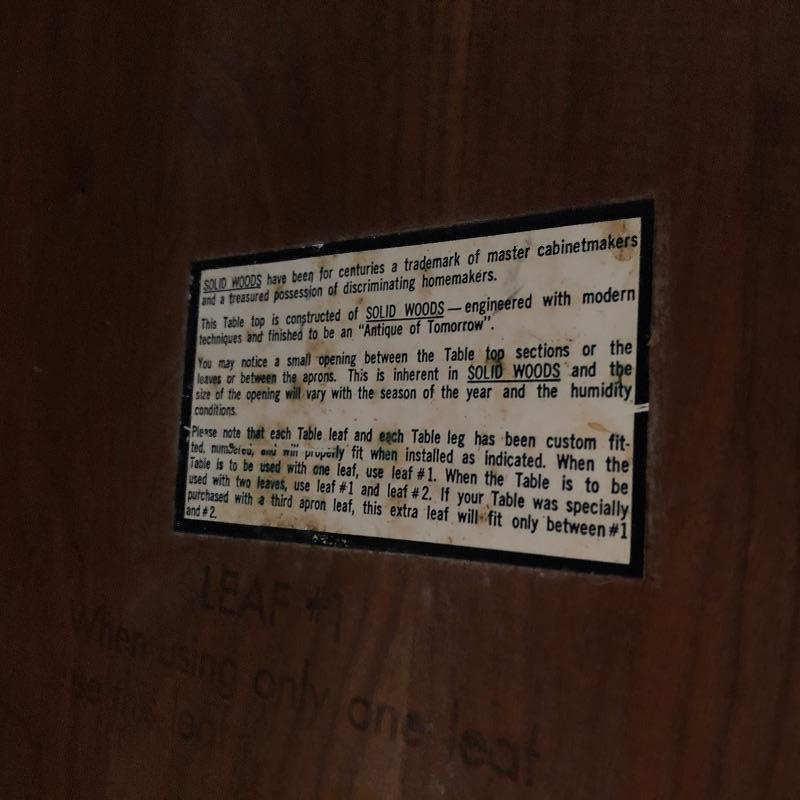 SOLID WOODS have been for centuries a trademark of master cabinetmakers
and a treasured possession of discriminating homemakers.
This Table top is constructed of SOLID WOODS — engineered with modern
techniques and finished to be an "Antique of Tomorrow".
You may notice a small opening between the Table top sections or the
leaves or between the aprons. This is inherent in SOLID WOODS and the
size of the opening will vary with the season of the year and the humidity
conditions.
Please note that each Table leaf and each Table leg has been custom fit-
ted, numbered, and will properly fit when installed as indicated. When the
Table is to be used with one leaf, use leaf #1. When the Table is to be
used with two leaves, use leaf #1 and leaf #2. If your Table was specially
purchased with a third apron leaf, this extra leaf will fit only between #1
and #2.
LEAF #1
When using only one leaf